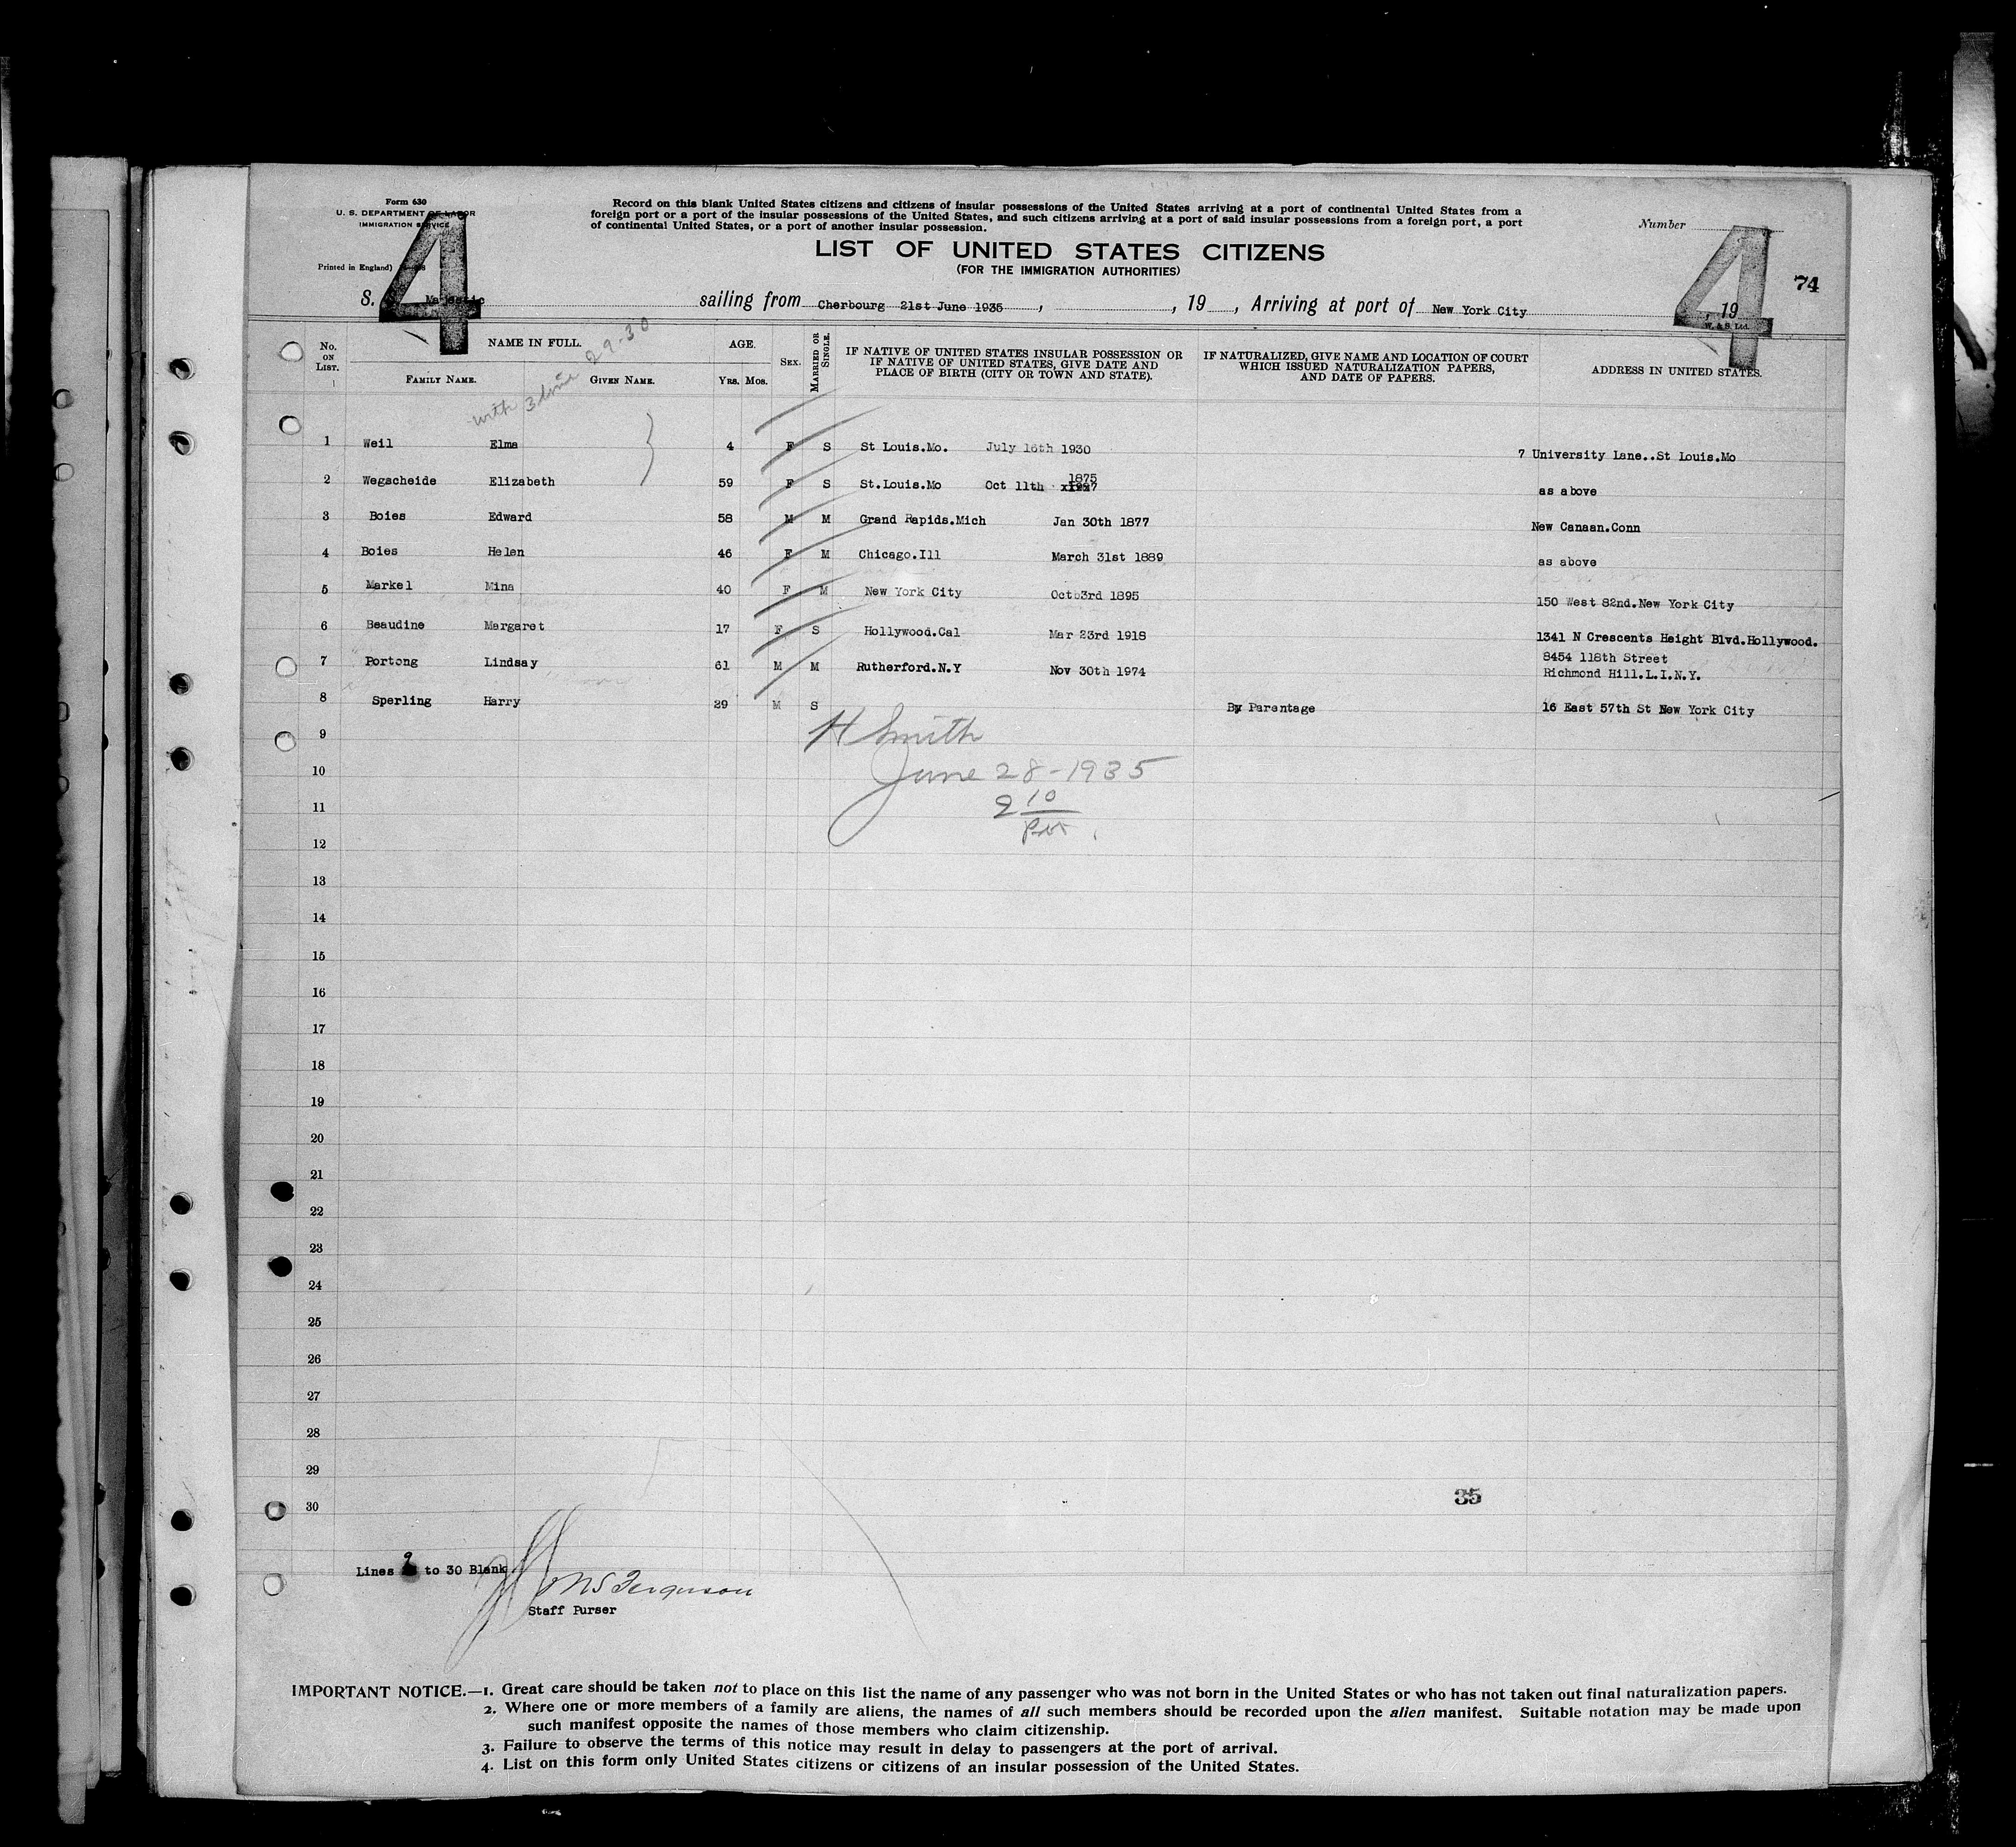 Form 630
U. S. DEPARTMENT OF LABOR
IMMIGRATION SERVICE
Printed in England)
4
Record on this blank United States citizens and citizens of insular possessions of the United States arriving at a port of continental United States from a
foreign port or a port of the insular possessions of the United States, and such citizens arriving at a port of said insular possessions from a foreign port, a port
of continental United States, or a port of another insular possession.
Number
4
74
LIST OF UNITED STATES CITIZENS
(FOR THE IMMIGRATION AUTHORITIES)
S. Majestic sailing from Cherbourg 21st June 1935, , 19 , Arriving at port of New York City , 19
W. & S. Ltd.
No. ON LIST. NAME IN FULL. FAMILY NAME. GIVEN NAME. AGE. YRS. MOS. SEX. MARRIED OR SINGLE. IF NATIVE OF UNITED STATES INSULAR POSSESSION OR IF NATIVE OF UNITED STATES, GIVE DATE AND PLACE OF BIRTH (CITY OR TOWN AND STATE). IF NATURALIZED, GIVE NAME AND LOCATION OF COURT WHICH ISSUED NATURALIZATION PAPERS, AND DATE OF PAPERS. ADDRESS IN UNITED STATES.
with 3 line 29-30
1 Weil Elma 4 F S St Louis.Mo. July 16th 1930 7 University Lane..St Louis.Mo
2 Wegscheide Elizabeth 59 F S St.Louis.Mo Oct 11th 1875 as above
3 Boies Edward 58 M M Grand Rapids.Mich Jan 30th 1877 New Canaan.Conn
4 Boies Helen 46 F M Chicago.Ill March 31st 1889 as above
5 Markel Mina 40 F M New York City Oct 3rd 1895 150 West 82nd.New York City
6 Beaudine Margaret 17 F S Hollywood.Cal Mar 23rd 1918 1341 N Crescents Height Blvd.Hollywood.
7 Portong Lindsay 61 M M Rutherford.N.Y Nov 30th 1974 8454 118th Street
Richmond Hill.L.I.N.Y.
8 Sperling Harry 29 M S By Parentage 16 East 57th St New York City
9
H Smith
10
June 28-1935
11
2 10
PM
12
13
14
15
16
17
18
19
20
21
22
23
24
25
26
27
28
29
30
35
Lines 9 to 30 Blank
Ferguson
Staff Purser
IMPORTANT NOTICE.—1. Great care should be taken not to place on this list the name of any passenger who was not born in the United States or who has not taken out final naturalization papers.
2. Where one or more members of a family are aliens, the names of all such members should be recorded upon the alien manifest. Suitable notation may be made upon
such manifest opposite the names of those members who claim citizenship.
3. Failure to observe the terms of this notice may result in delay to passengers at the port of arrival.
4. List on this form only United States citizens or citizens of an insular possession of the United States.